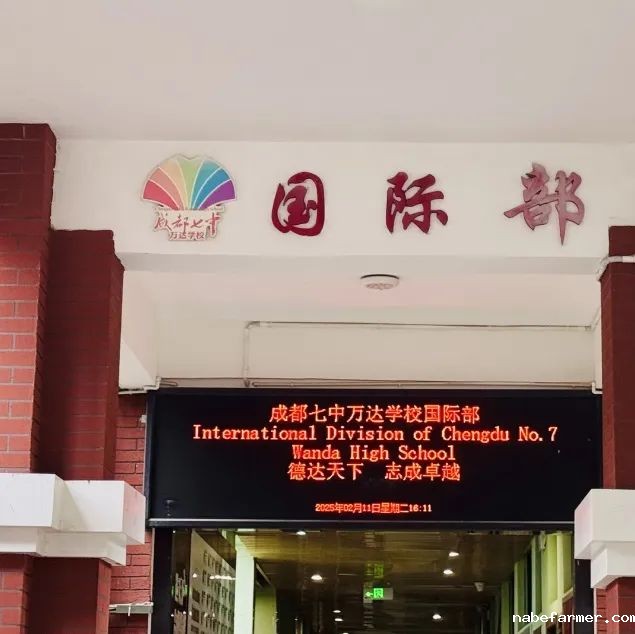 国际部
成都七中
万达学校
成都七中万达学校国际部
International Division of Chengdu No.7
Wanda High School
德达天下 志成卓越
2025年02月11日星期二16:11
nabefarmer.com